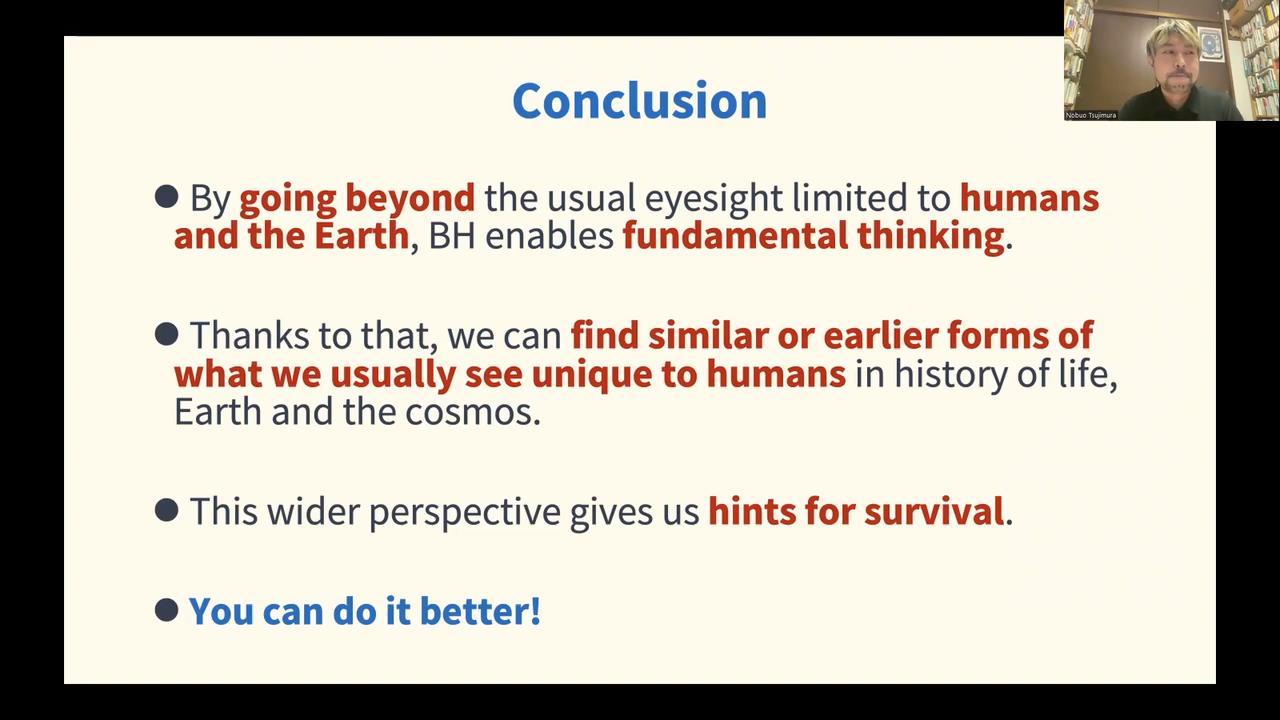 Conclusion
● By going beyond the usual eyesight limited to humans
and the Earth, BH enables fundamental thinking.
● Thanks to that, we can find similar or earlier forms of
what we usually see unique to humans in history of life,
Earth and the cosmos.
● This wider perspective gives us hints for survival.
● You can do it better!
Nobuo Tsujimura